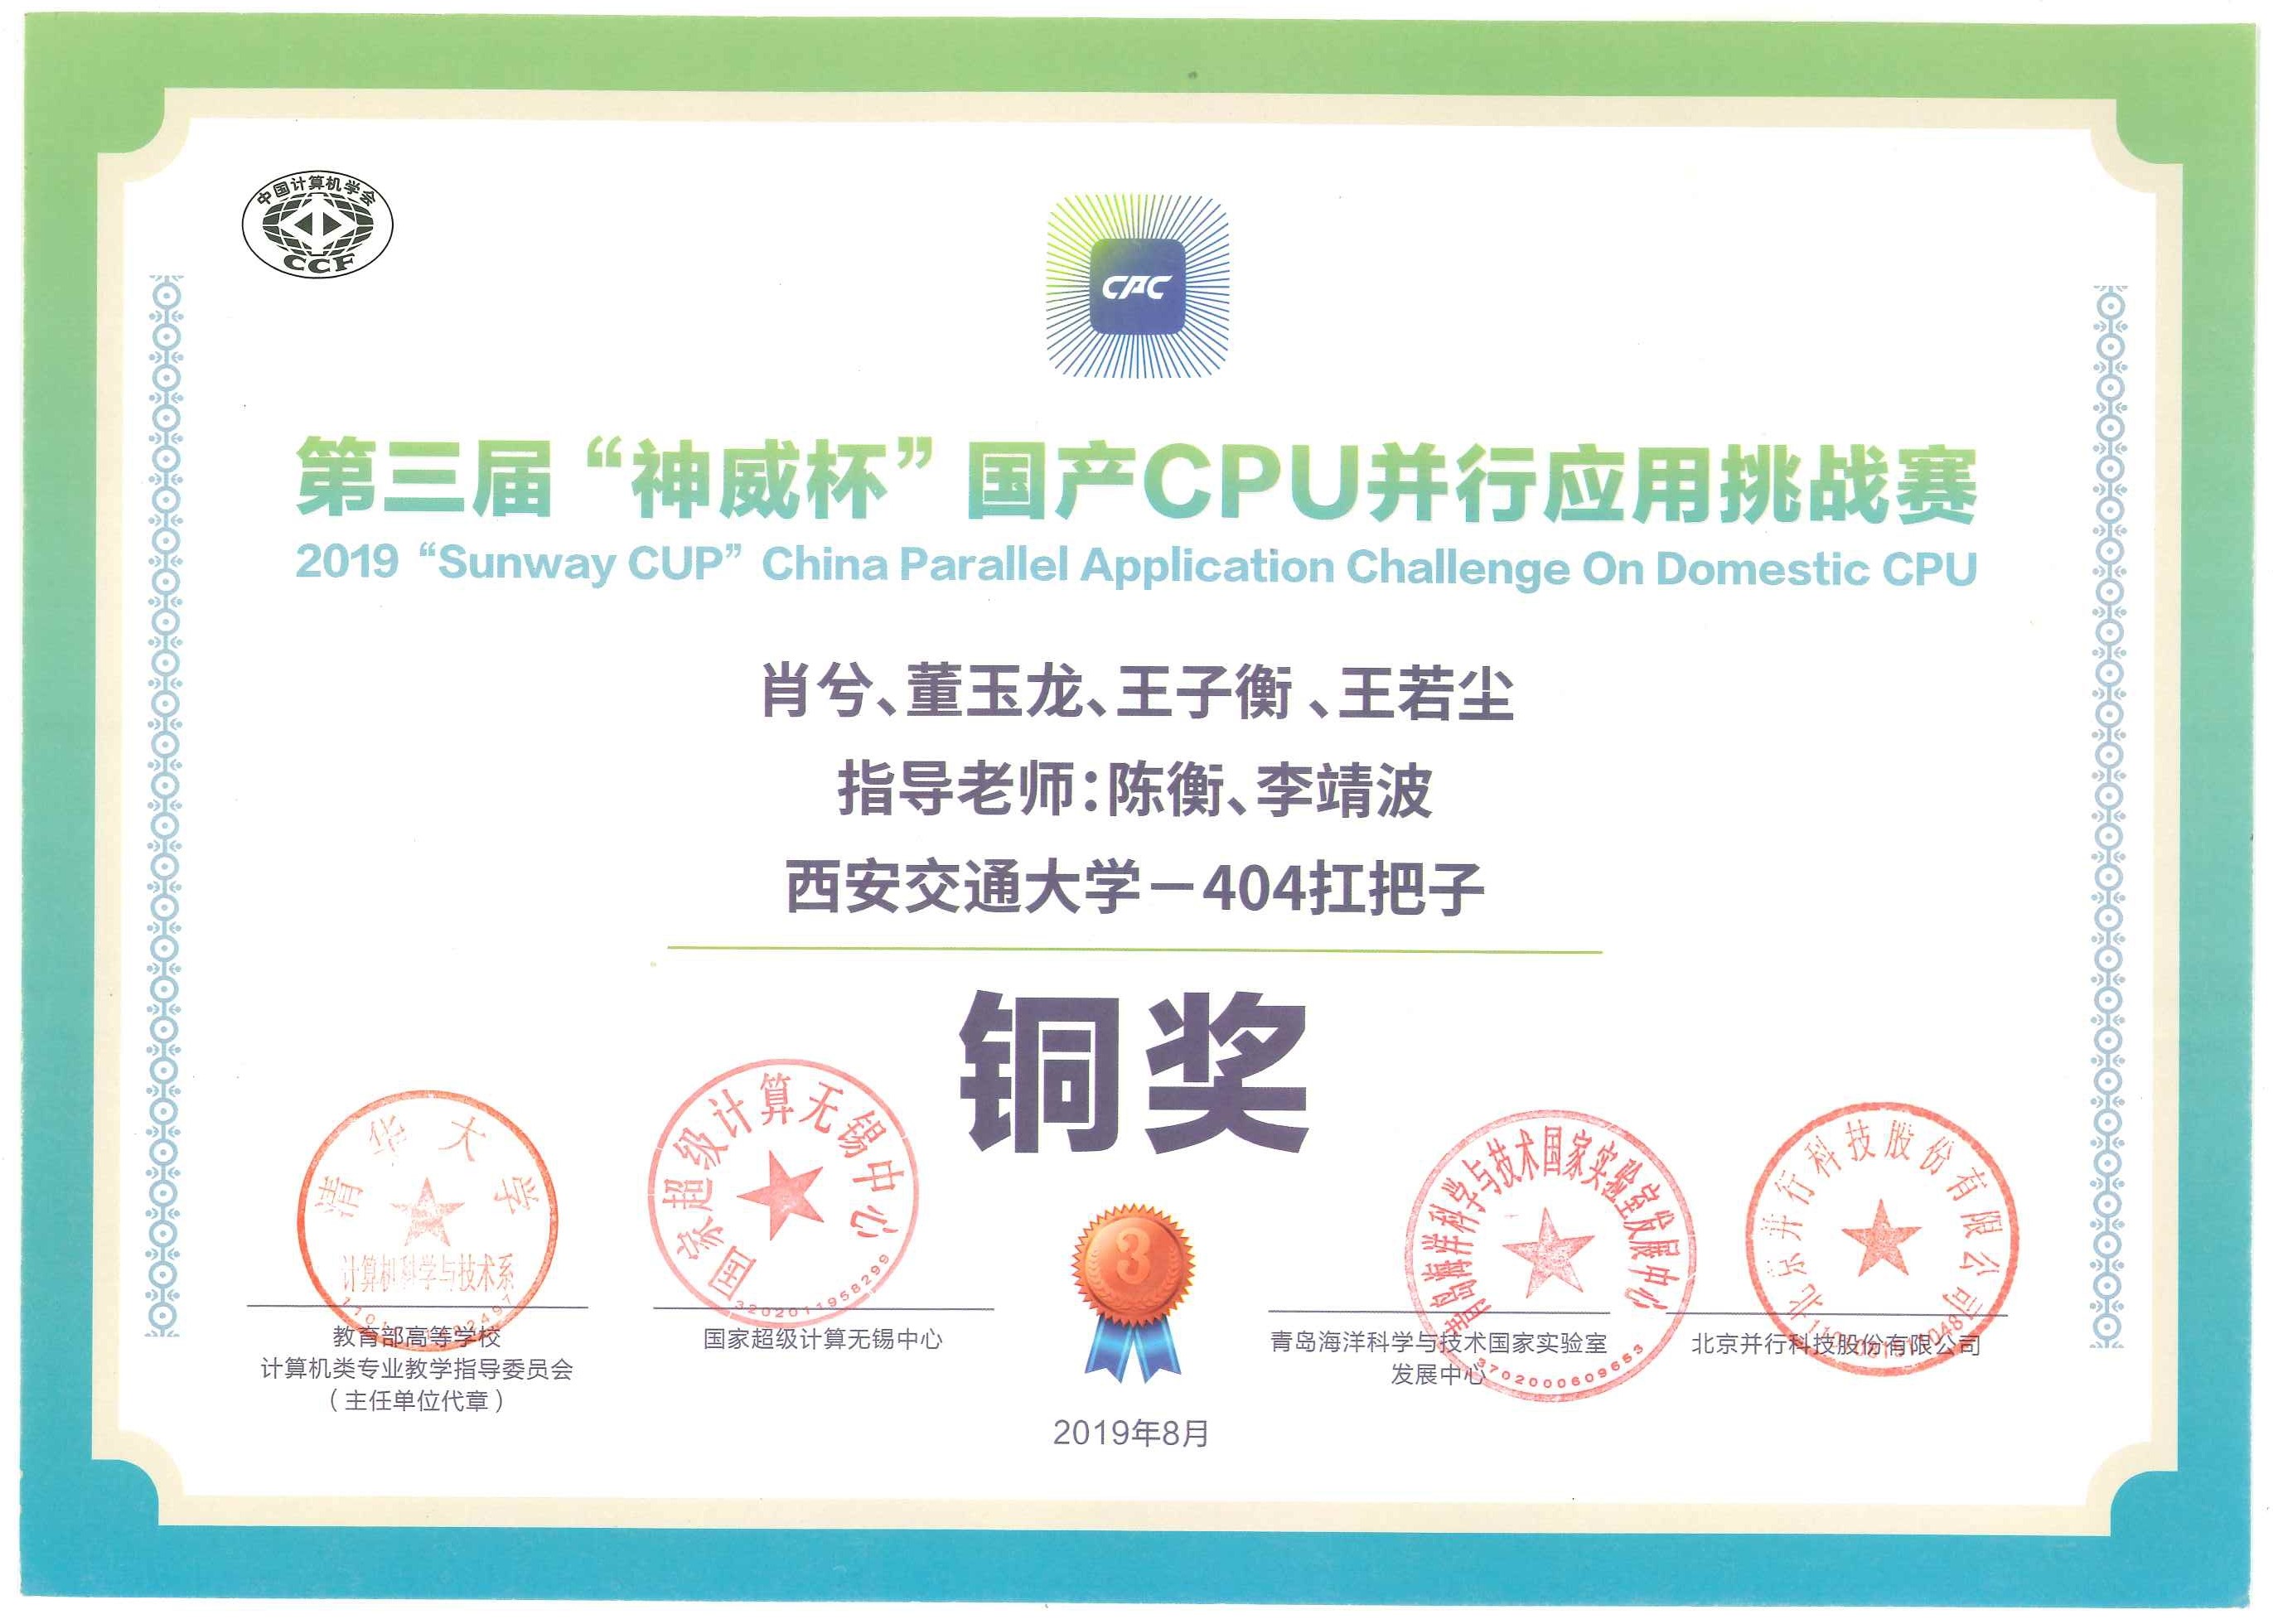 中国计算机学会
CCF
CPC
第三届“神威杯”国产CPU并行应用挑战赛
2019 “Sunway CUP” China Parallel Application Challenge On Domestic CPU
肖兮、董玉龙、王子衡 、王若尘
指导老师：陈衡、李靖波
西安交通大学－404扛把子
铜奖
清华大学
计算机科学与技术系
国家超级计算无锡中心
3202011958299
3
青岛海洋科学与技术国家实验室发展中心
3702000609653
北京并行科技股份有限公司
教育部高等学校
计算机类专业教学指导委员会
（主任单位代章）
国家超级计算无锡中心
青岛海洋科学与技术国家实验室
发展中心
北京并行科技股份有限公司
2019年8月